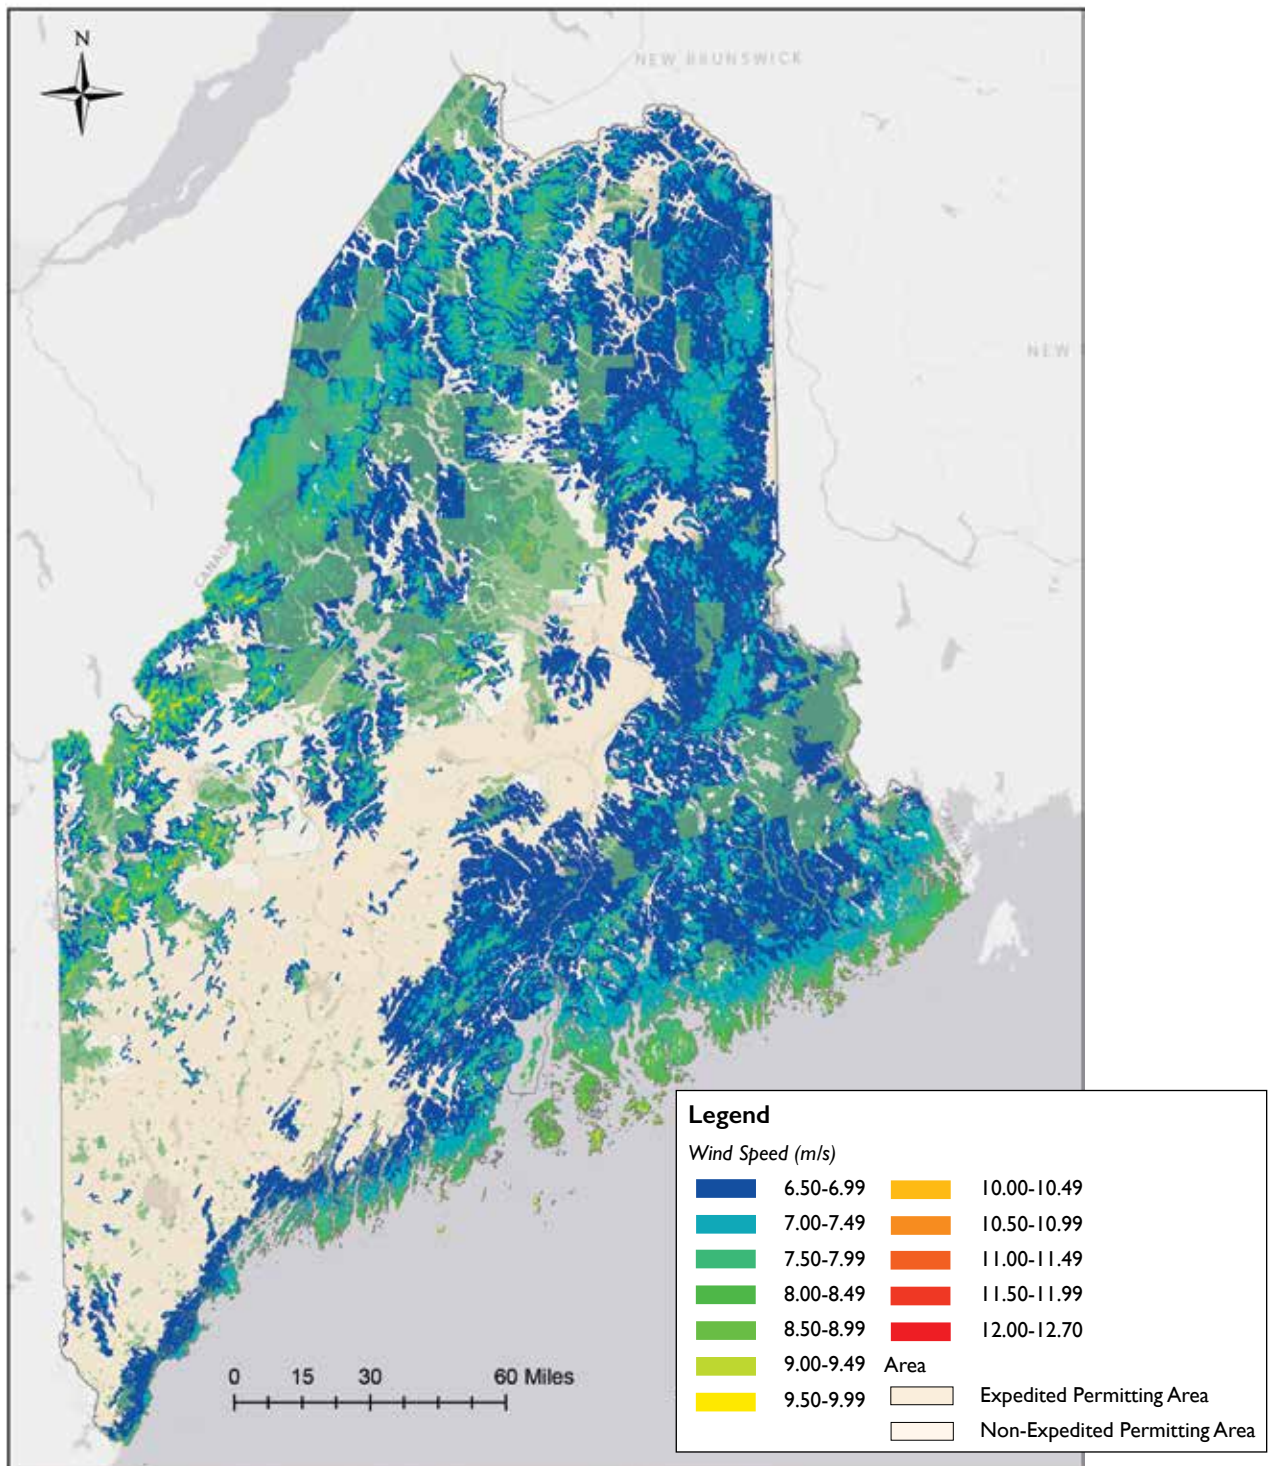 N
NEW BRUNSWICK
NEW
CANADA
Legend
Wind Speed (m/s)
6.50-6.99
7.00-7.49
7.50-7.99
8.00-8.49
8.50-8.99
9.00-9.49
9.50-9.99
10.00-10.49
10.50-10.99
11.00-11.49
11.50-11.99
12.00-12.70
Area
Expedited Permitting Area
Non-Expedited Permitting Area
0 15 30 60 Miles